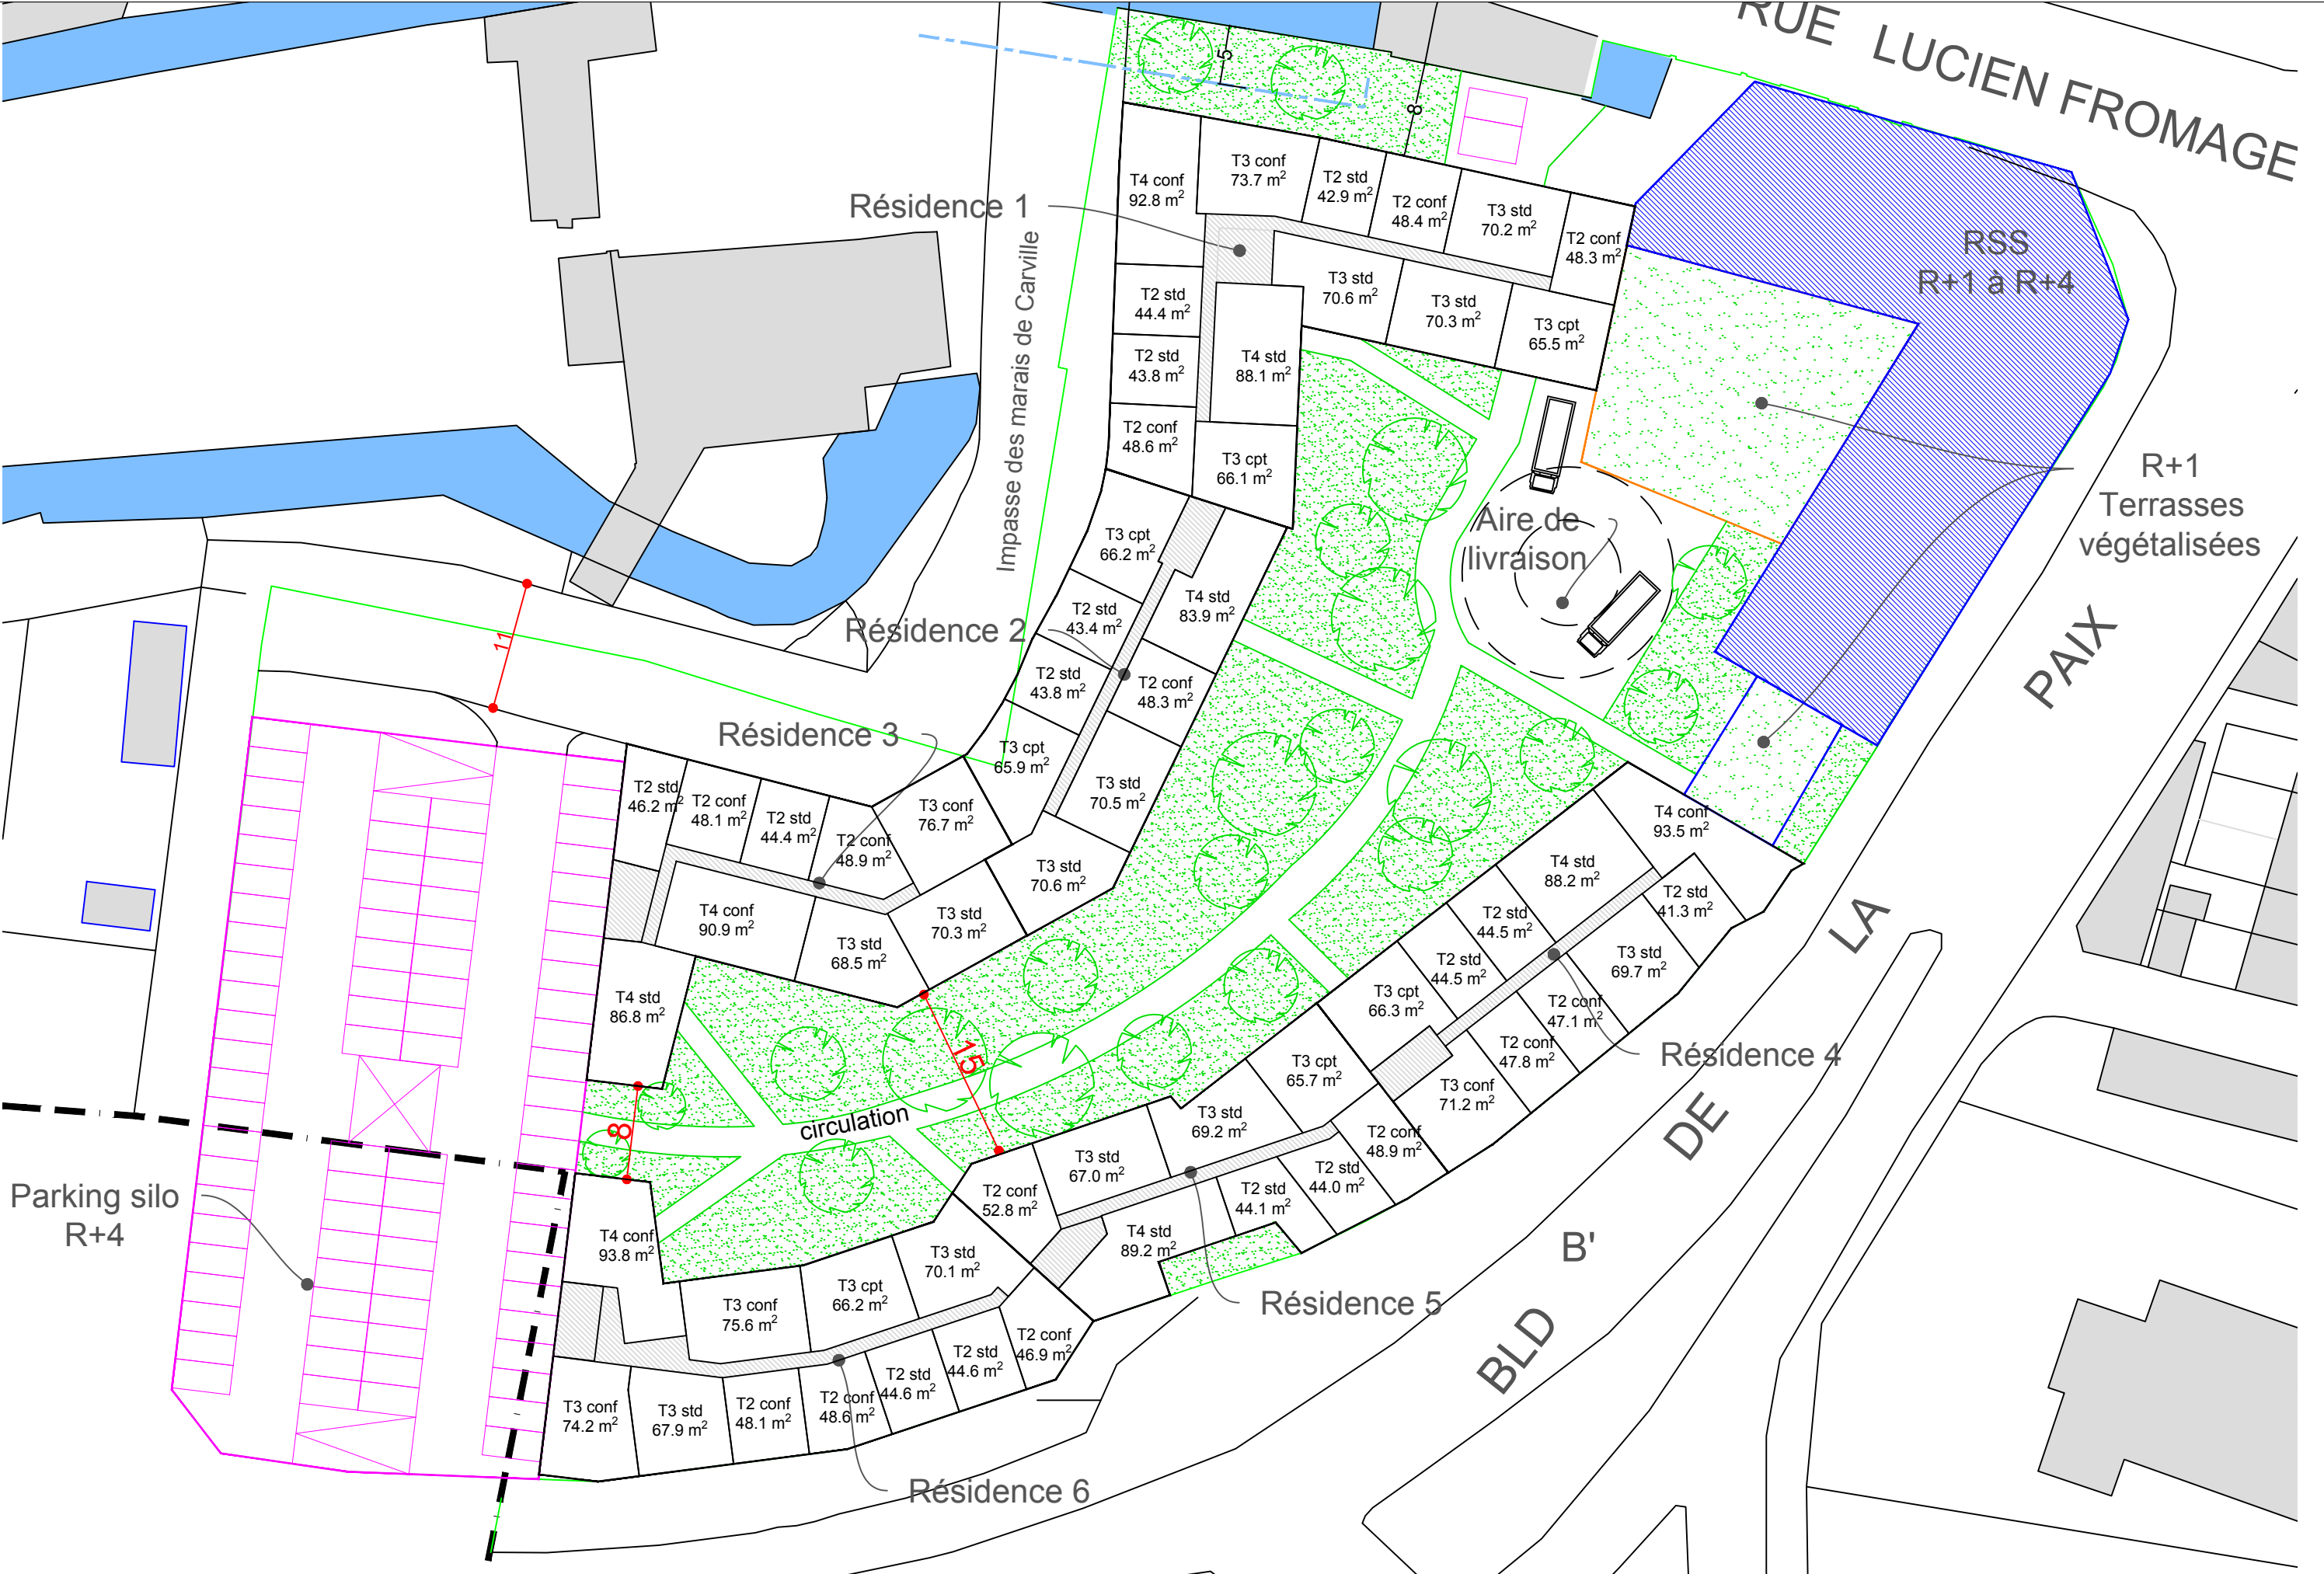 RUE LUCIEN FROMAGE
5
8
T4 conf
92.8 m²
T3 conf
73.7 m²
T2 std
42.9 m²
T2 conf
48.4 m²
T3 std
70.2 m²
T2 conf
48.3 m²
Résidence 1
RSS
R+1 à R+4
Impasse des marais de Carville
T2 std
44.4 m²
T3 std
70.6 m²
T3 std
70.3 m²
T3 cpt
65.5 m²
T2 std
43.8 m²
T4 std
88.1 m²
T2 conf
48.6 m²
T3 cpt
66.1 m²
R+1
Terrasses
végétalisées
Aire de
livraison
T3 cpt
66.2 m²
T4 std
83.9 m²
T2 std
43.4 m²
Résidence 2
T2 std
43.8 m²
T2 conf
48.3 m²
T3 cpt
65.9 m²
T3 std
70.5 m²
T3 std
70.6 m²
11
Résidence 3
T2 std
46.2 m²
T2 conf
48.1 m²
T2 std
44.4 m²
T2 conf
48.9 m²
T3 conf
76.7 m²
T4 conf
90.9 m²
T3 std
68.5 m²
T3 std
70.3 m²
T4 std
86.8 m²
T4 conf
93.5 m²
T4 std
88.2 m²
T2 std
41.3 m²
T2 std
44.5 m²
T3 std
69.7 m²
T2 std
44.5 m²
T2 conf
47.1 m²
T3 cpt
66.3 m²
T2 conf
47.8 m²
T3 conf
71.2 m²
Résidence 4
15
8
circulation
T3 cpt
65.7 m²
T3 std
69.2 m²
T2 conf
48.9 m²
T3 std
67.0 m²
T2 std
44.0 m²
T2 conf
52.8 m²
T2 std
44.1 m²
T4 std
89.2 m²
Résidence 5
Parking silo
R+4
T4 conf
93.8 m²
T3 std
70.1 m²
T3 cpt
66.2 m²
T3 conf
75.6 m²
T2 conf
46.9 m²
T2 std
44.6 m²
T2 std
44.6 m²
T2 conf
48.6 m²
T2 conf
48.1 m²
T3 std
67.9 m²
T3 conf
74.2 m²
Résidence 6
B'
BLD DE LA PAIX